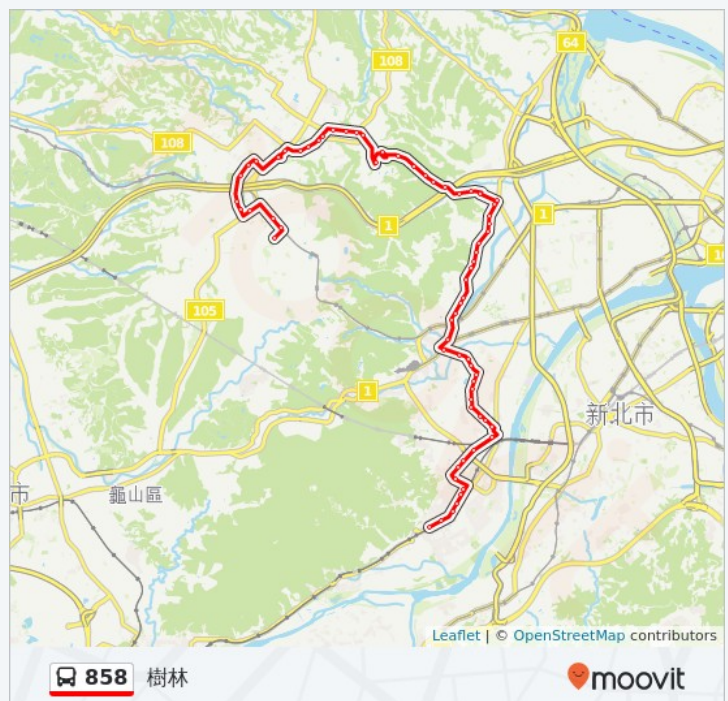 64
108
108
1
1
105
1
新北市
市
龜山區
Leaflet | © OpenStreetMap contributors
858 樹林
moovit